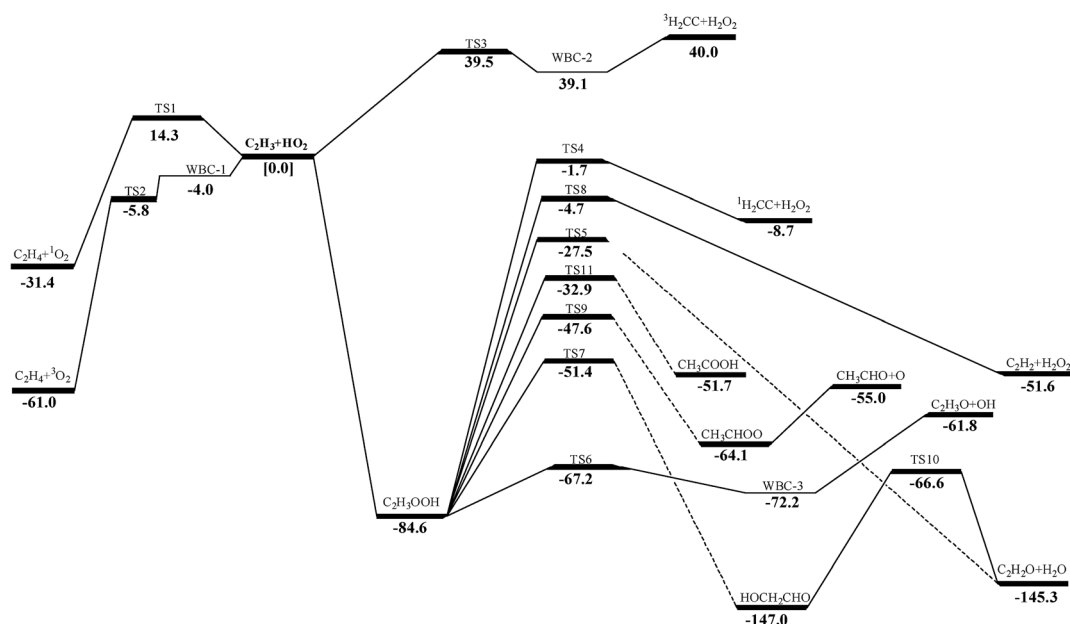 ³H₂CC+H₂O₂
40.0
TS3
39.5
WBC-2
39.1
TS1
14.3
C₂H₃+HO₂
[0.0]
TS4
-1.7
WBC-1
-4.0
TS2
-5.8
TS8
-4.7
¹H₂CC+H₂O₂
-8.7
TS5
-27.5
C₂H₄+¹O₂
-31.4
TS11
-32.9
TS9
-47.6
TS7
-51.4
CH₃COOH
-51.7
C₂H₂+H₂O₂
-51.6
C₂H₄+³O₂
-61.0
CH₃CHO+O
-55.0
C₂H₃O+OH
-61.8
CH₃CHOO
-64.1
TS6
-67.2
TS10
-66.6
WBC-3
-72.2
C₂H₃OOH
-84.6
C₂H₂O+H₂O
-145.3
HOCH₂CHO
-147.0